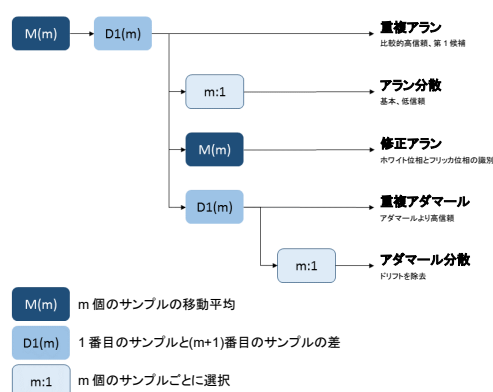 M(m)
D1(m)
重複アラン
比較的高信頼、第1候補
m:1
アラン分散
基本、低信頼
M(m)
修正アラン
ホワイト位相とフリッカ位相の識別
D1(m)
重複アダマール
アダマールより高信頼
m:1
アダマール分散
ドリフトを除去
M(m)
m 個のサンプルの移動平均
D1(m)
1 番目のサンプルと(m+1)番目のサンプルの差
m:1
m 個のサンプルごとに選択